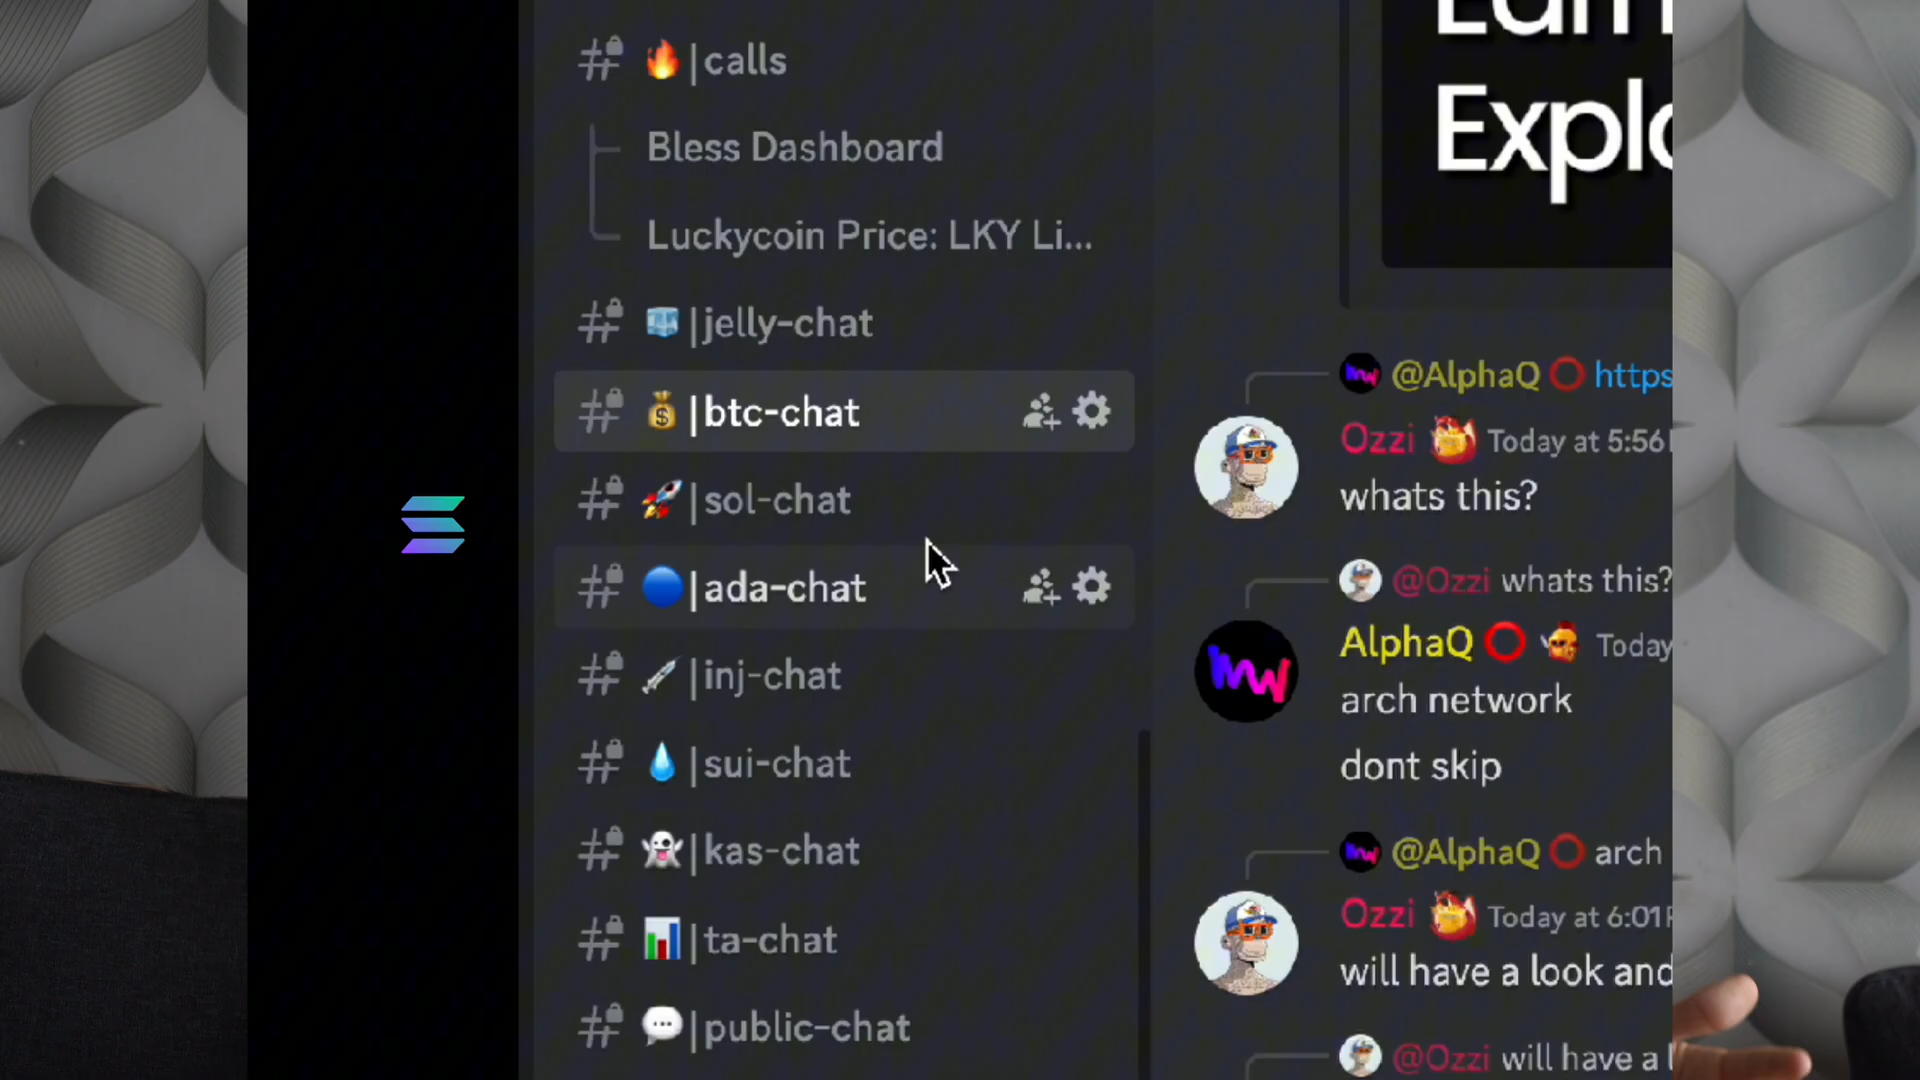 | calls
Bless Dashboard
Luckycoin Price: LKY Li...
| jelly-chat
| btc-chat
| sol-chat
| ada-chat
| inj-chat
| sui-chat
| kas-chat
| ta-chat
| public-chat
Explo
@AlphaQ https
Ozzi Today at 5:56
whats this?
@Ozzi whats this?
AlphaQ Today
arch network
dont skip
@AlphaQ arch
Ozzi Today at 6:01
will have a look and
@Ozzi will have a l